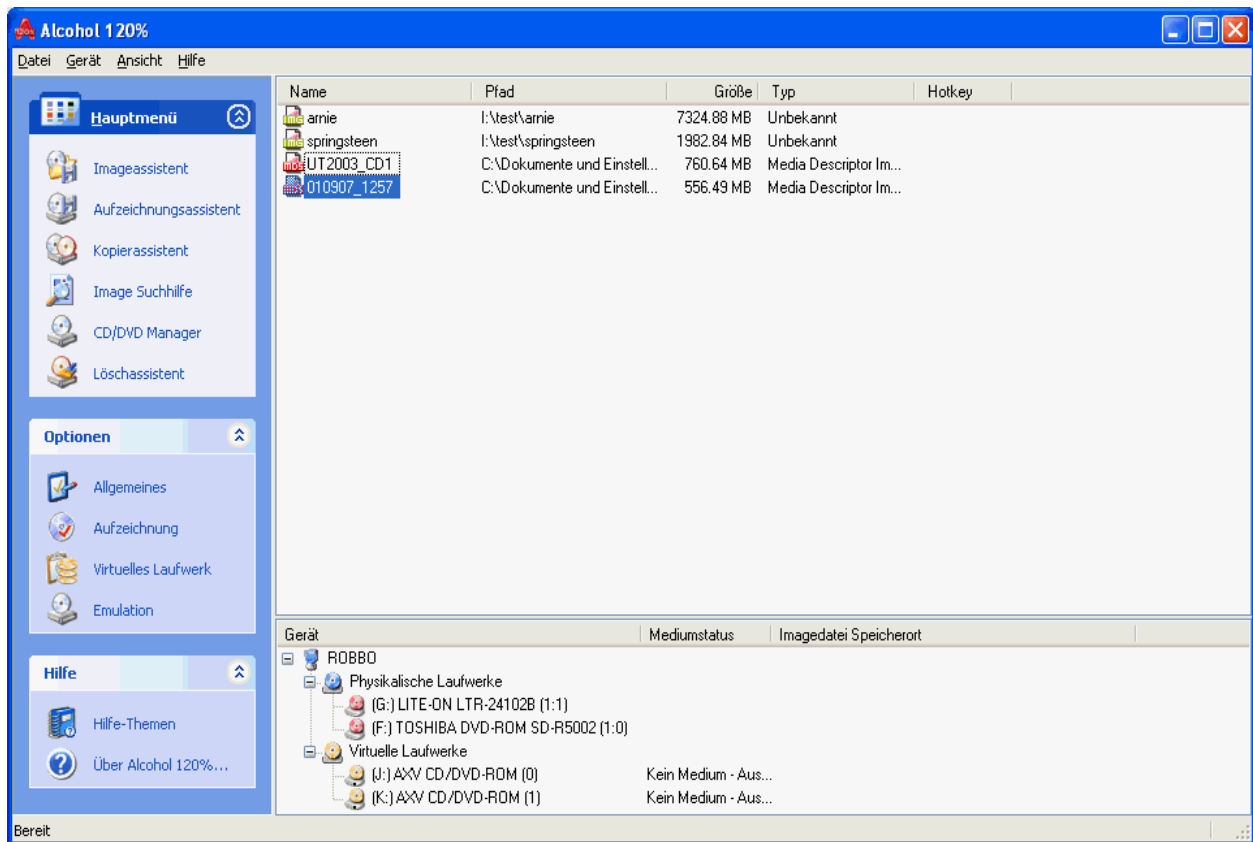 Alcohol 120%
Datei Gerät Ansicht Hilfe
Hauptmenü
Imageassistent
Aufzeichnungsassistent
Kopierassistent
Image Suchhilfe
CD/DVD Manager
Löschassistent
Optionen
Allgemeines
Aufzeichnung
Virtuelles Laufwerk
Emulation
Hilfe
Hilfe-Themen
Über Alcohol 120%...
Name Pfad Größe Typ Hotkey
arnie I:\test\arnie 7324.88 MB Unbekannt
springsteen I:\test\springsteen 1982.84 MB Unbekannt
UT2003_CD1 C:\Dokumente und Einstell... 760.64 MB Media Descriptor Im...
010907_1257 C:\Dokumente und Einstell... 556.49 MB Media Descriptor Im...
Gerät Mediumstatus Imagedatei Speicherort
ROBBO
Physikalische Laufwerke
(G:) LITE-ON LTR-24102B (1:1)
(F:) TOSHIBA DVD-ROM SD-R5002 (1:0)
Virtuelle Laufwerke
(J:) AXV CD/DVD-ROM (0) Kein Medium - Aus...
(K:) AXV CD/DVD-ROM (1) Kein Medium - Aus...
Bereit